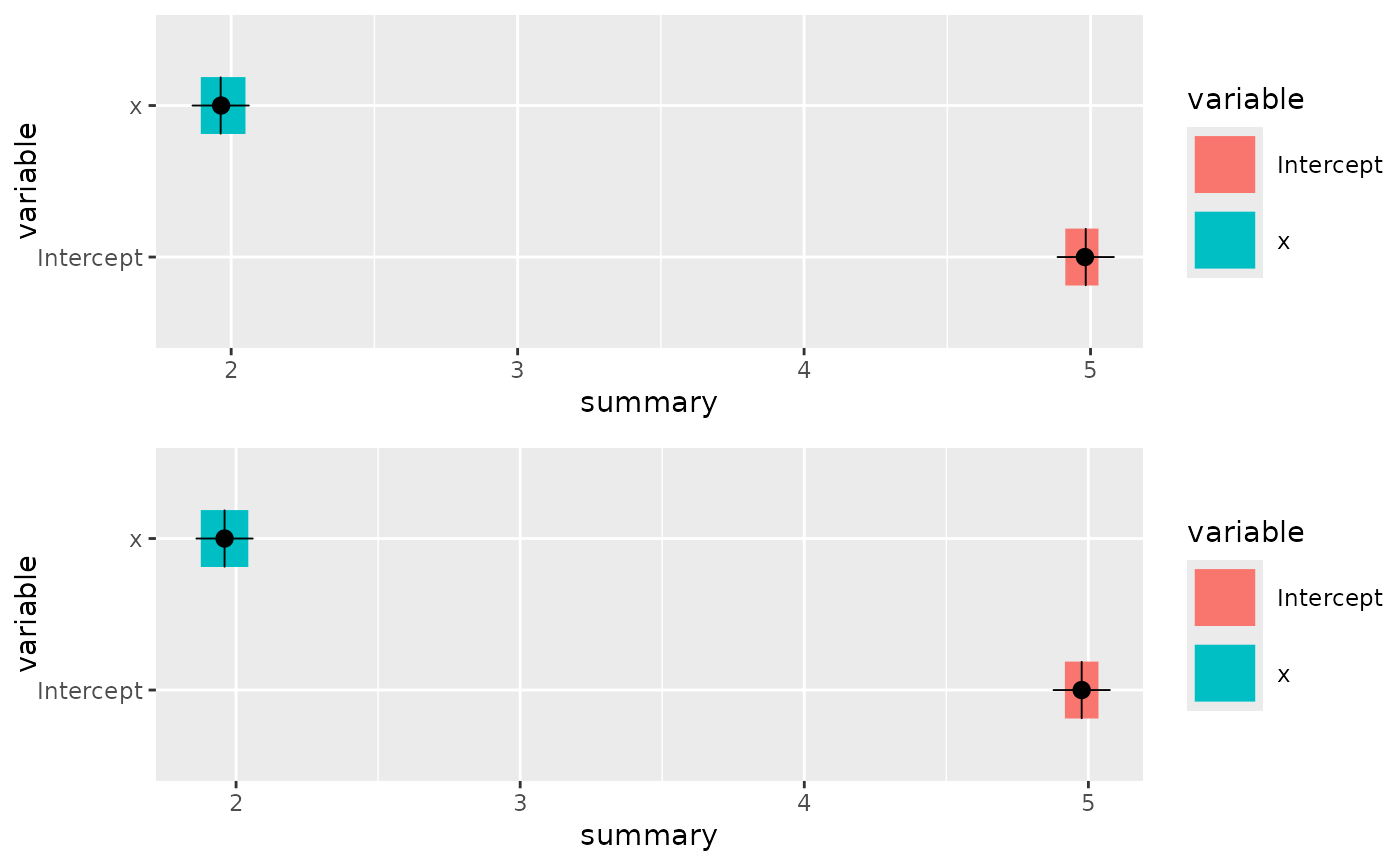 variable
x
Intercept
2 3 4 5
summary
variable
Intercept
x
variable
x
Intercept
2 3 4 5
summary
variable
Intercept
x